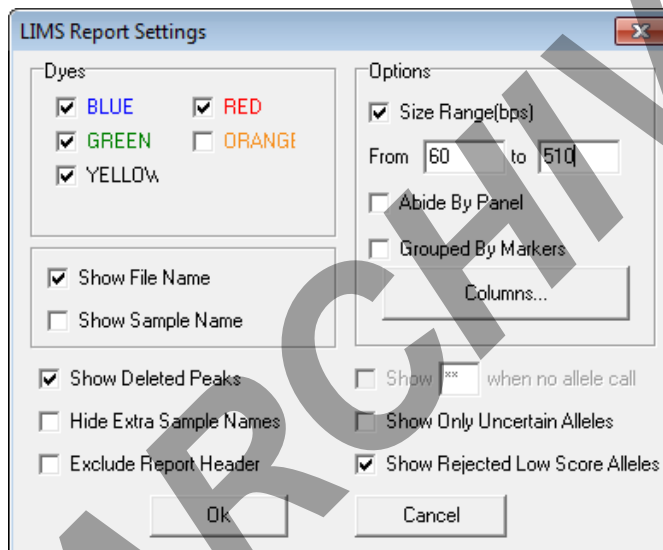 LIMS Report Settings
Dyes
BLUE RED
GREEN ORANGE
YELLOW
Show File Name
Show Sample Name
Show Deleted Peaks
Hide Extra Sample Names
Exclude Report Header
Options
Size Range(bps)
From 60 to 510
Abide By Panel
Grouped By Markers
Columns...
Show ** when no allele call
Show Only Uncertain Alleles
Show Rejected Low Score Alleles
Ok Cancel
ARCHIV